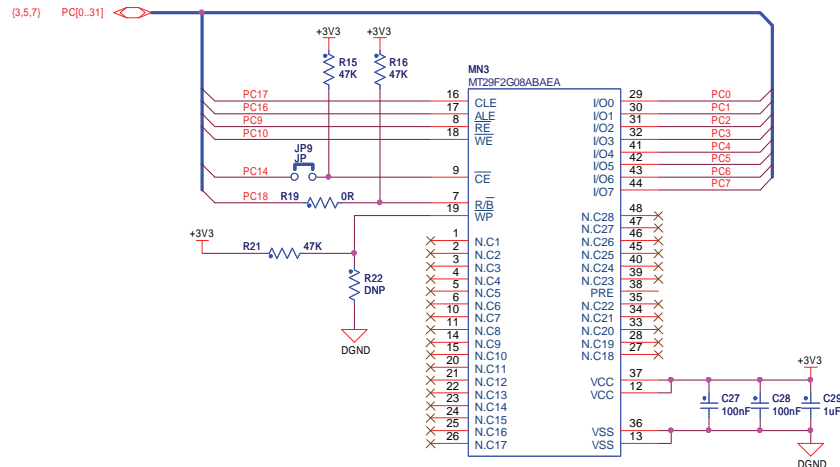 {3,5,7} PC[0..31]
+3V3 +3V3
R15
47K
R16
47K
MN3
MT29F2G08ABAEA
PC17 16 CLE
PC16 17 ALE
PC9 8 RE
PC10 18 WE
JP9
JP
PC14 9 CE
PC18 R19 0R 7 R/B
19 WP
+3V3
R21 47K
R22
DNP
DGND
1 N.C1
2 N.C2
3 N.C3
4 N.C4
5 N.C5
6 N.C6
10 N.C7
11 N.C8
14 N.C9
15 N.C10
20 N.C11
21 N.C12
22 N.C13
23 N.C14
24 N.C15
25 N.C16
26 N.C17
I/O0 29 PC0
I/O1 30 PC1
I/O2 31 PC2
I/O3 32 PC3
I/O4 41 PC4
I/O5 42 PC5
I/O6 43 PC6
I/O7 44 PC7
N.C28 48
N.C27 47
N.C26 46
N.C25 45
N.C24 40
N.C23 39
PRE 38
N.C22 35
N.C21 34
N.C20 33
N.C19 28
N.C18 27
VCC 37
VCC 12
VSS 36
VSS 13
+3V3
C27
100nF
C28
100nF
C29
1uF
DGND